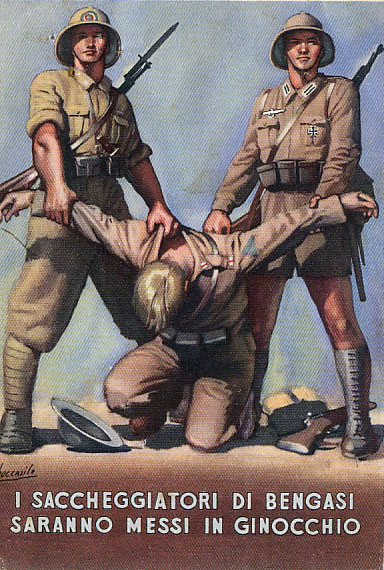 I SACCHEGGIATORI DI BENGASI
SARANNO MESSI IN GINOCCHIO